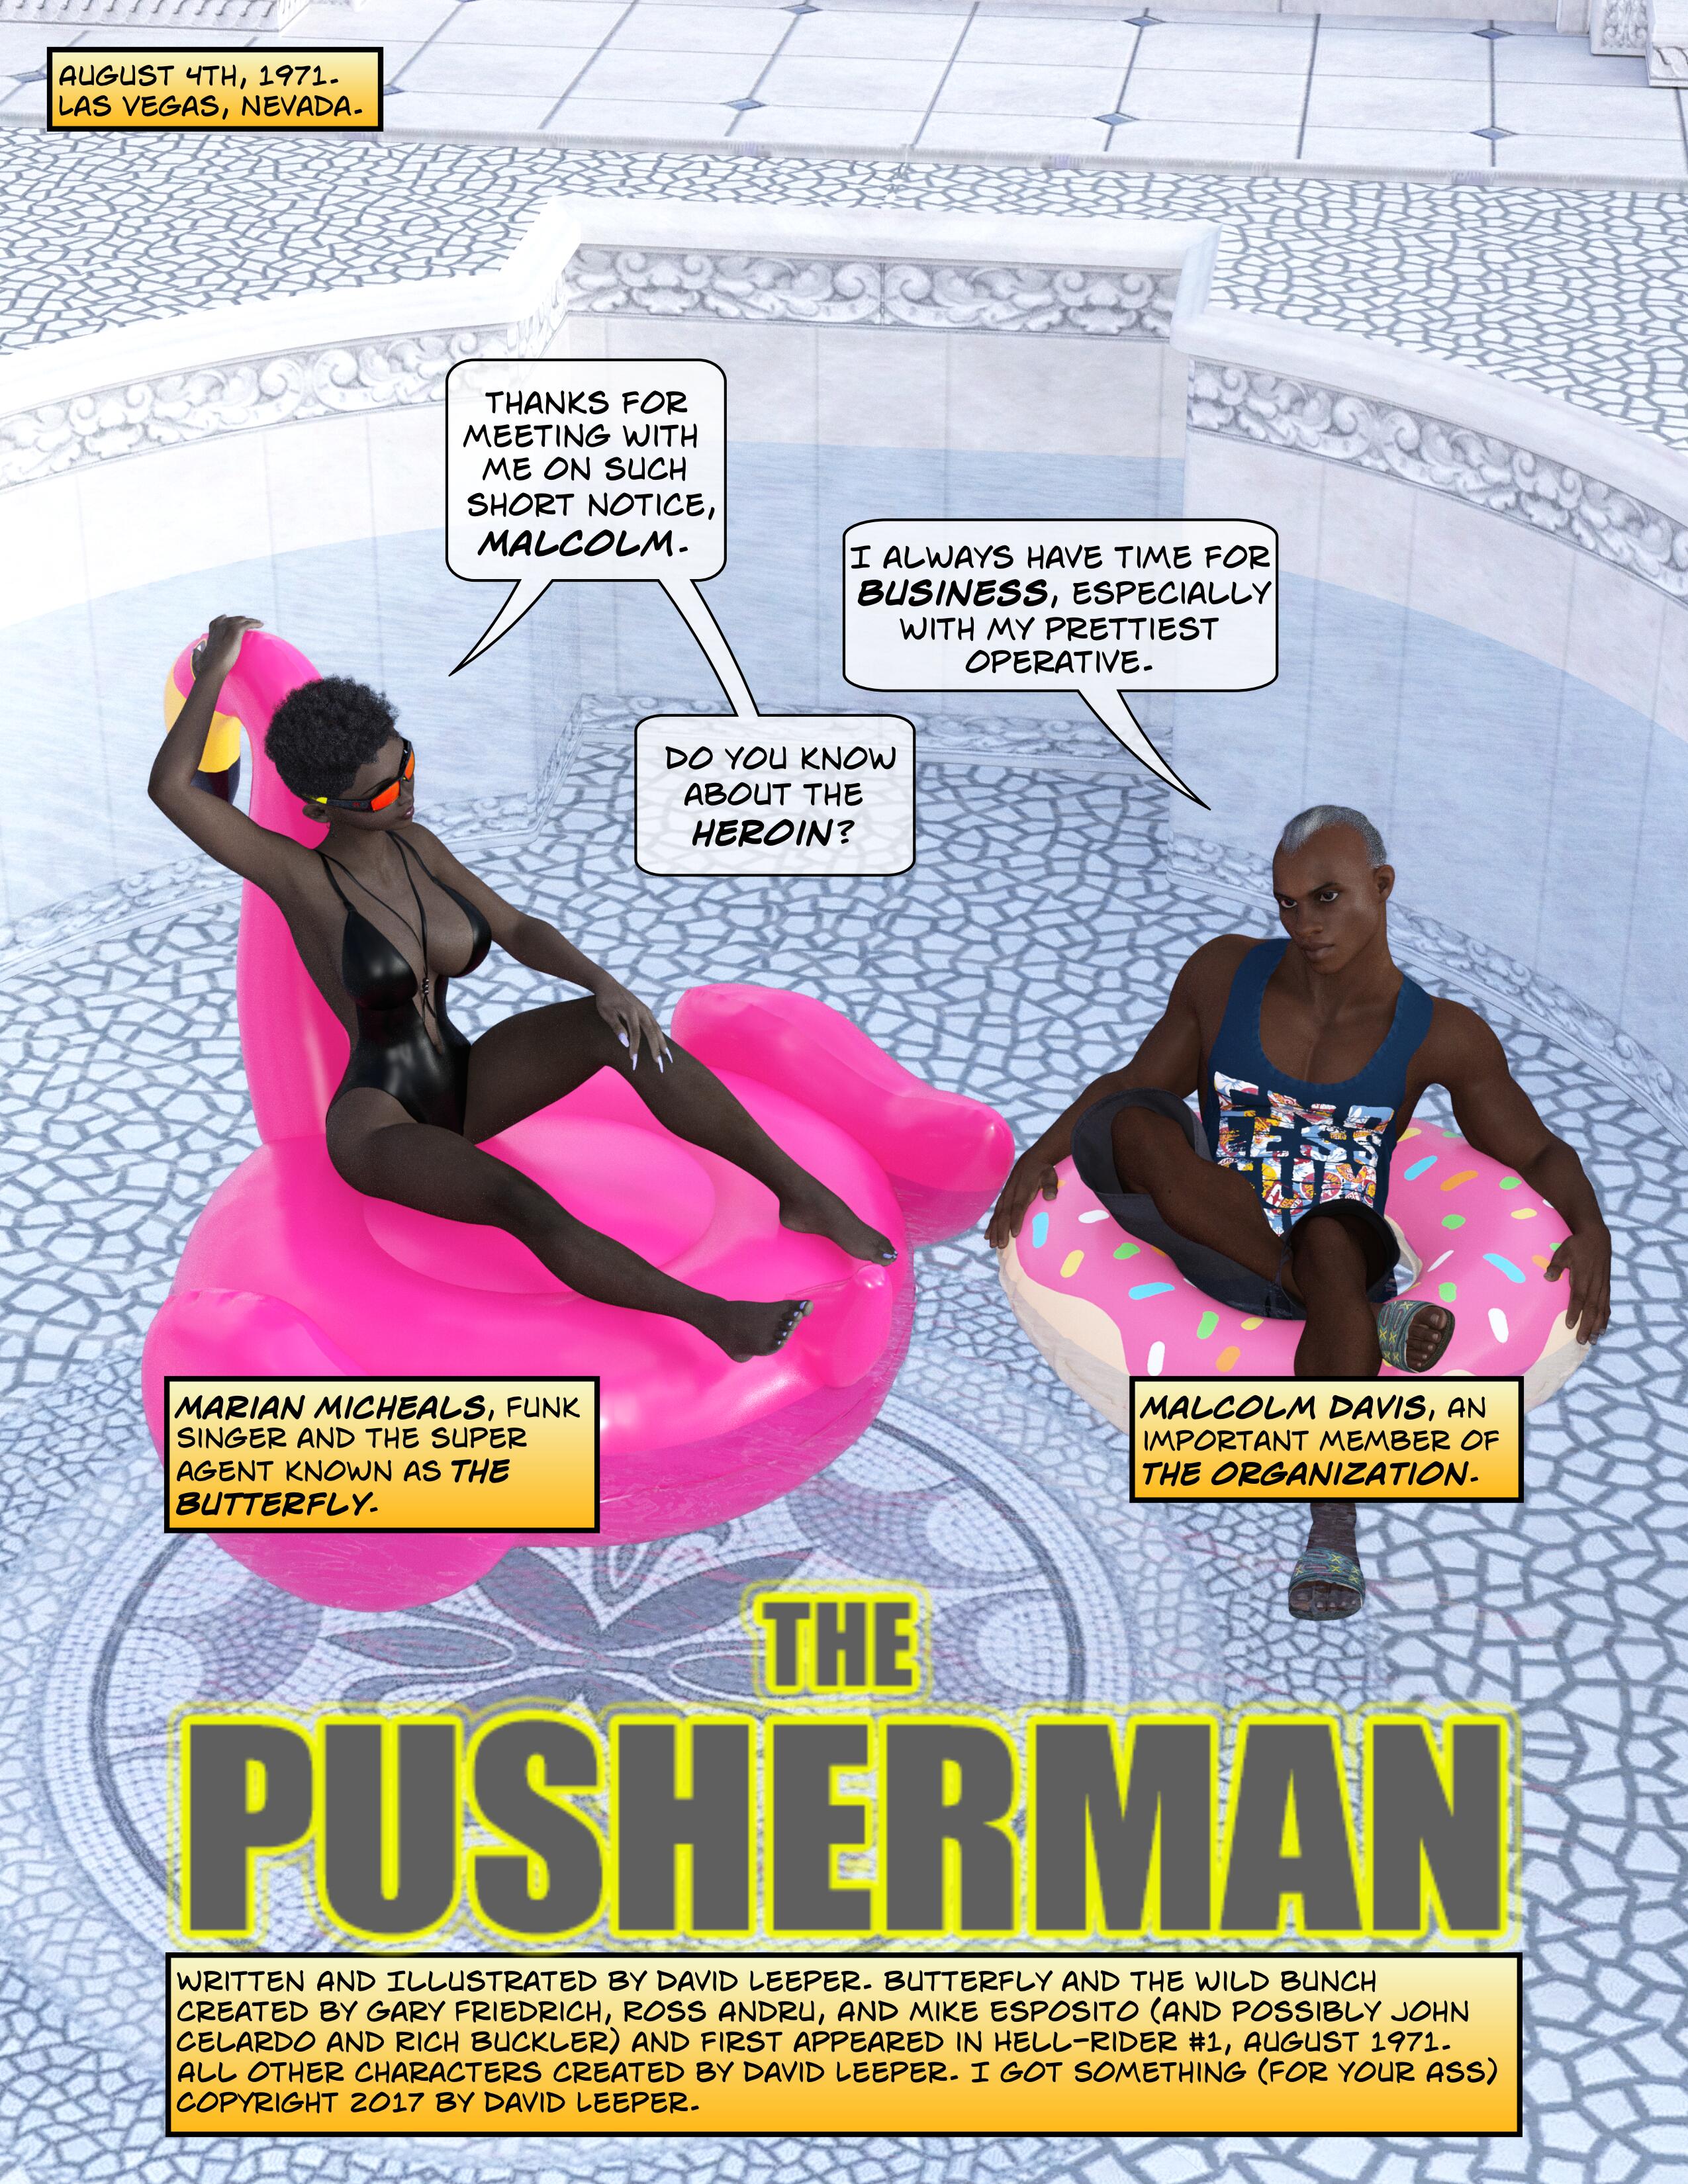 AUGUST 4TH, 1971.
LAS VEGAS, NEVADA.
THANKS FOR
MEETING WITH
ME ON SUCH
SHORT NOTICE,
MALCOLM.
I ALWAYS HAVE TIME FOR
BUSINESS, ESPECIALLY
WITH MY PRETTIEST
OPERATIVE.
DO YOU KNOW
ABOUT THE
HEROIN?
MARIAN MICHEALS, FUNK
SINGER AND THE SUPER
AGENT KNOWN AS THE
BUTTERFLY.
MALCOLM DAVIS, AN
IMPORTANT MEMBER OF
THE ORGANIZATION.
THE
PUSHERMAN
WRITTEN AND ILLUSTRATED BY DAVID LEEPER. BUTTERFLY AND THE WILD BUNCH
CREATED BY GARY FRIEDRICH, ROSS ANDRU, AND MIKE ESPOSITO (AND POSSIBLY JOHN
CELARDO AND RICH BUCKLER) AND FIRST APPEARED IN HELL-RIDER #1, AUGUST 1971.
ALL OTHER CHARACTERS CREATED BY DAVID LEEPER. I GOT SOMETHING (FOR YOUR ASS)
COPYRIGHT 2017 BY DAVID LEEPER.